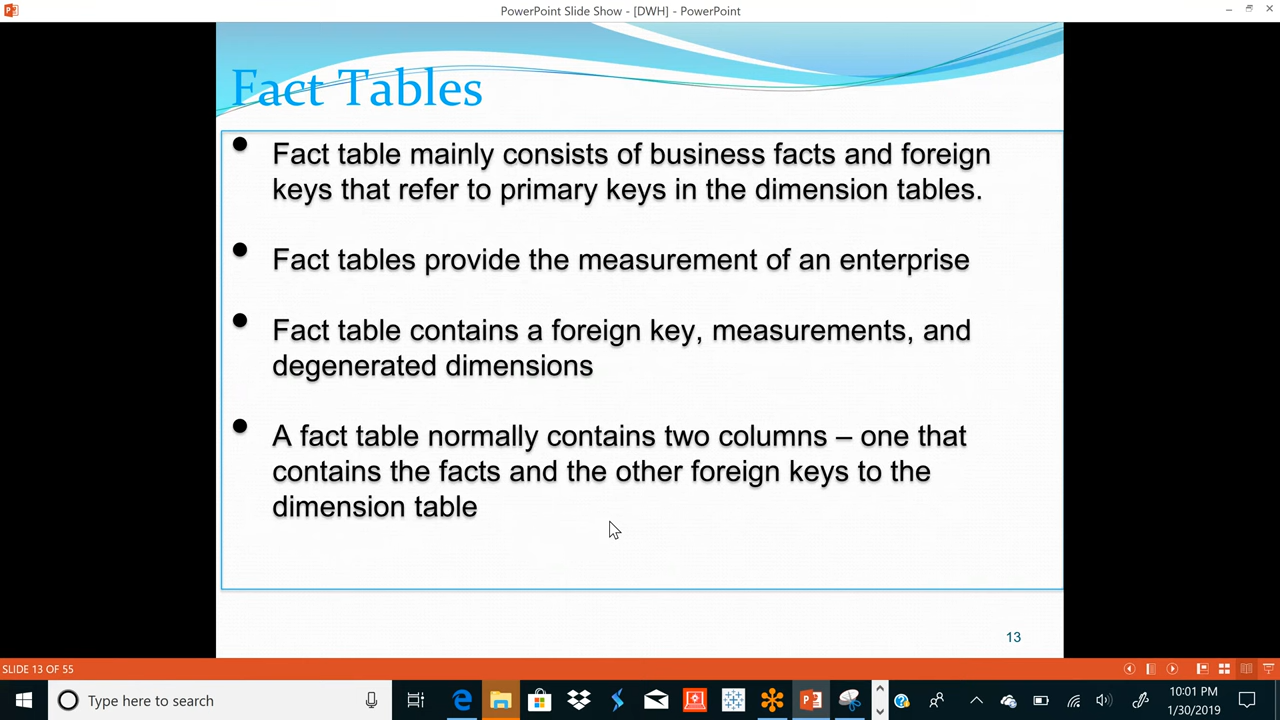 PowerPoint Slide Show - [DWH] - PowerPoint
Fact Tables
• Fact table mainly consists of business facts and foreign
keys that refer to primary keys in the dimension tables.
• Fact tables provide the measurement of an enterprise
• Fact table contains a foreign key, measurements, and
degenerated dimensions
• A fact table normally contains two columns – one that
contains the facts and the other foreign keys to the
dimension table
13
SLIDE 13 OF 55
Type here to search
10:01 PM
1/30/2019